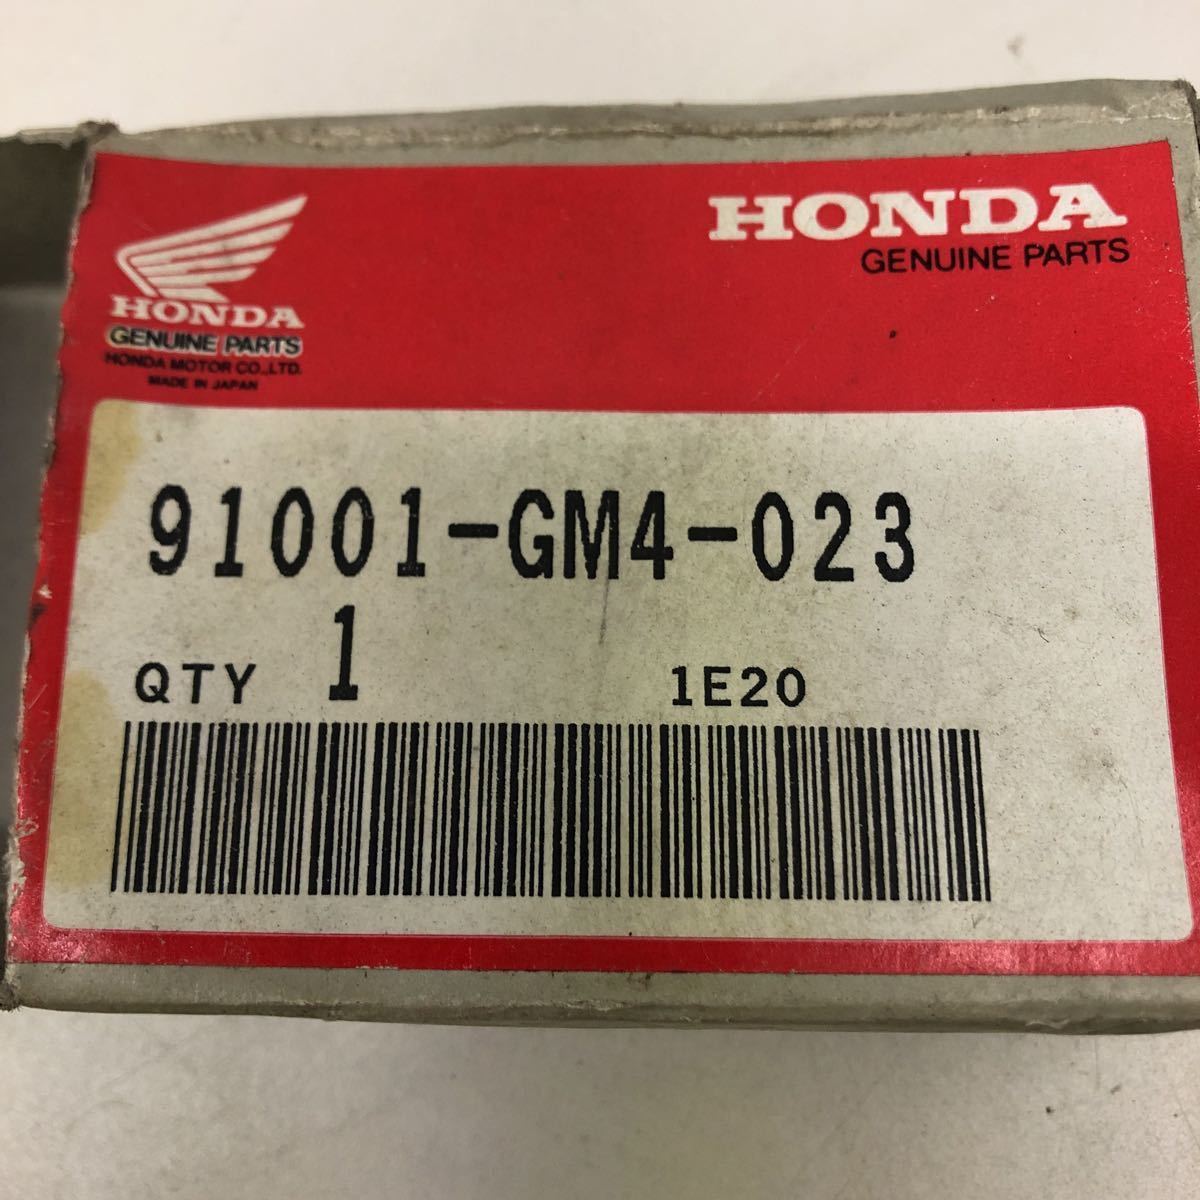 HONDA
GENUINE PARTS
HONDA
GENUINE PARTS
HONDA MOTOR CO.,LTD.
MADE IN JAPAN
91001-GM4-023
QTY 1 1E20